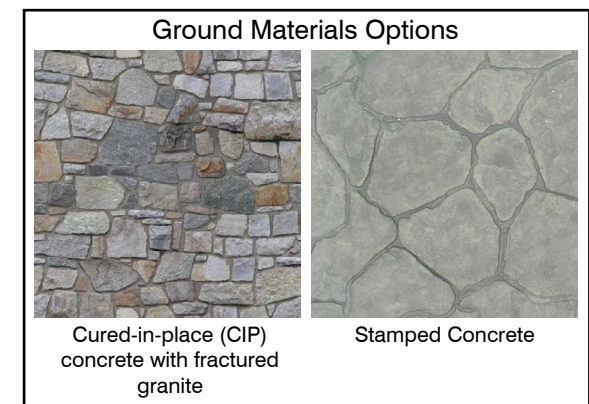 Ground Materials Options
Cured-in-place (CIP)
concrete with fractured
granite
Stamped Concrete